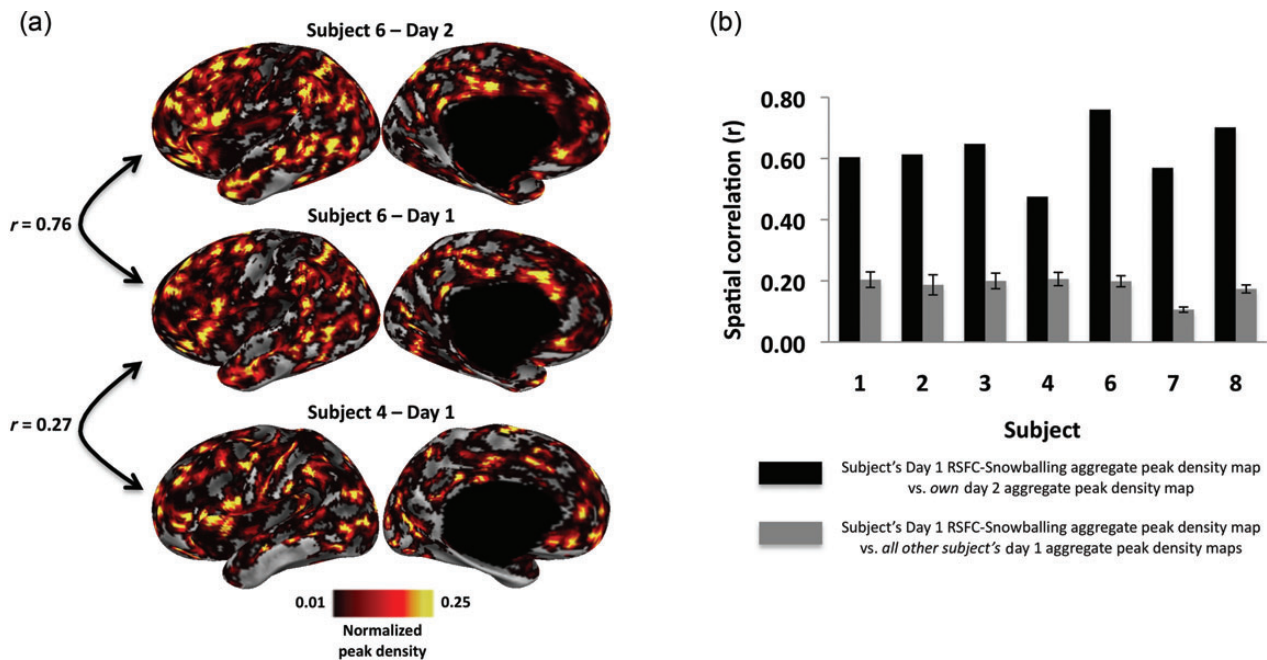 (a)
Subject 6 – Day 2
r = 0.76
Subject 6 – Day 1
r = 0.27
Subject 4 – Day 1
0.01
0.25
Normalized
peak density
(b)
Spatial correlation (r)
0.80
0.60
0.40
0.20
0.00
1 2 3 4 6 7 8
Subject
Subject's Day 1 RSFC-Snowballing aggregate peak density map
vs. own day 2 aggregate peak density map
Subject's Day 1 RSFC-Snowballing aggregate peak density map
vs. all other subject's day 1 aggregate peak density maps